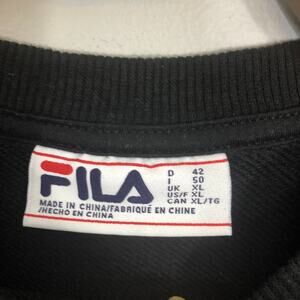 FILA
D 42
I 50
UK XL
US/F XL
CAN XL/TG
MADE IN CHINA/FABRIQUÉ EN CHINE
/HECHO EN CHINA